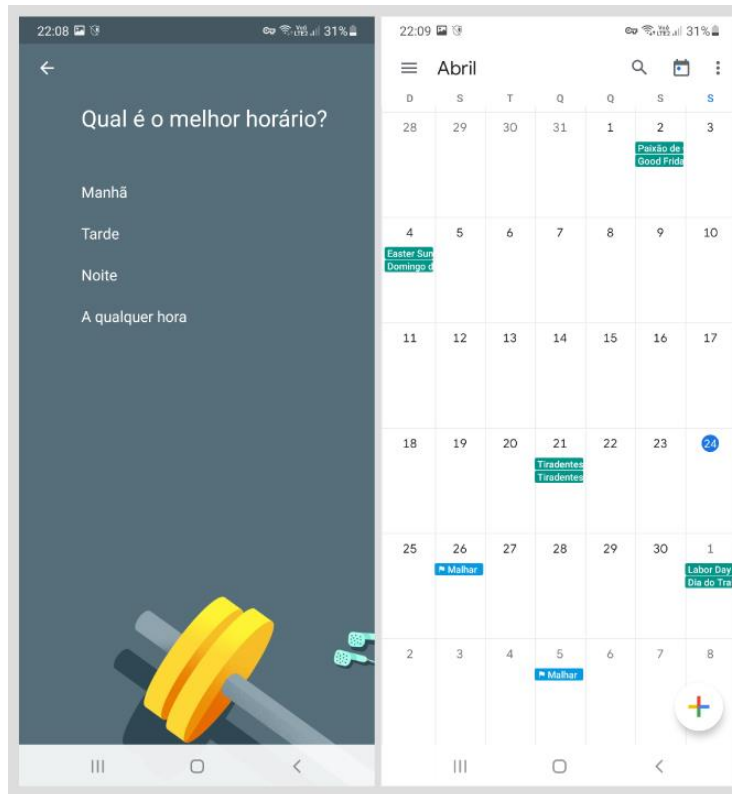 22:08
31%
Qual é o melhor horário?
Manhã
Tarde
Noite
A qualquer hora
22:09
31%
Abril
D S T Q Q S S
28 29 30 31 1 2 3
Paixão de
Good Frida
4 5 6 7 8 9 10
Easter Sun
Domingo d
11 12 13 14 15 16 17
18 19 20 21 22 23 24
Tiradentes
Tiradentes
25 26 27 28 29 30 1
Malhar
Labor Day
Dia do Tra
2 3 4 5 6 7 8
Malhar